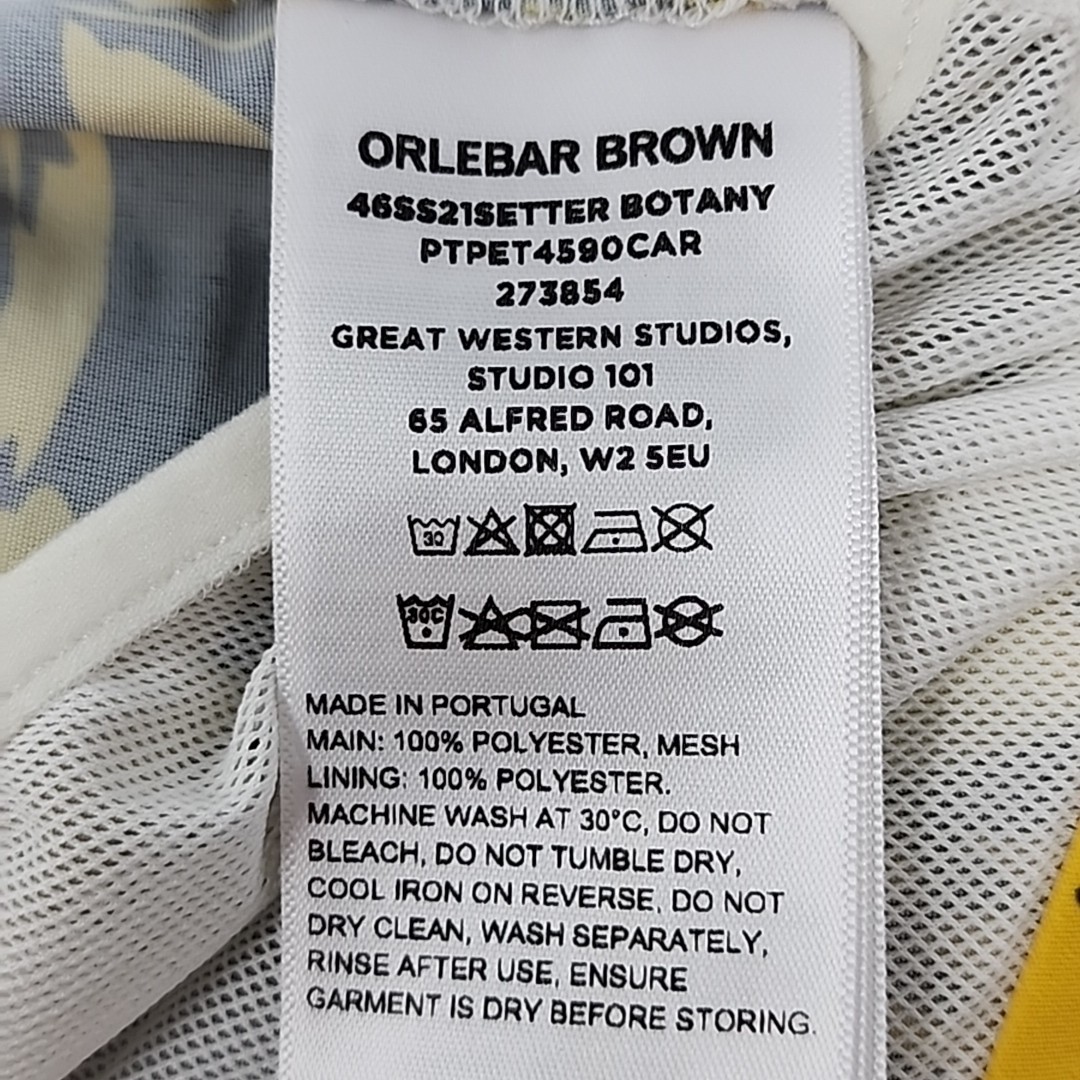 ORLEBAR BROWN
46SS21SETTER BOTANY
PTPET4590CAR
273854
GREAT WESTERN STUDIOS,
STUDIO 101
65 ALFRED ROAD,
LONDON, W2 5EU
30
30C
MADE IN PORTUGAL
MAIN: 100% POLYESTER, MESH
LINING: 100% POLYESTER.
MACHINE WASH AT 30°C, DO NOT
BLEACH, DO NOT TUMBLE DRY,
COOL IRON ON REVERSE, DO NOT
DRY CLEAN, WASH SEPARATELY,
RINSE AFTER USE, ENSURE
GARMENT IS DRY BEFORE STORING.